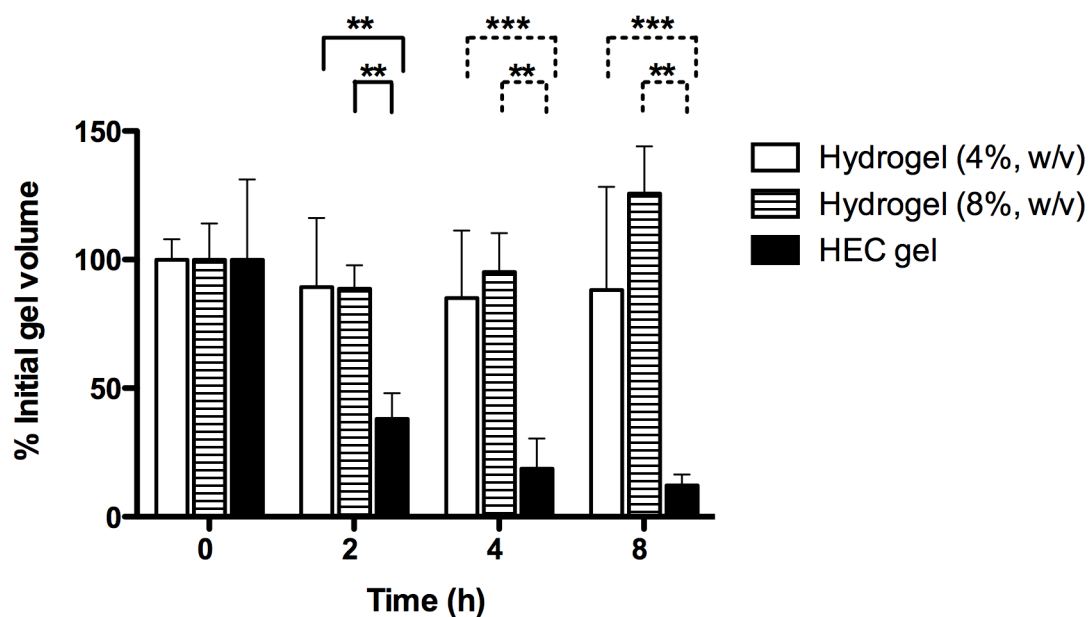 ** *** ***
** ** **
150
100
50
0
% Initial gel volume
0 2 4 8
Time (h)
Hydrogel (4%, w/v)
Hydrogel (8%, w/v)
HEC gel